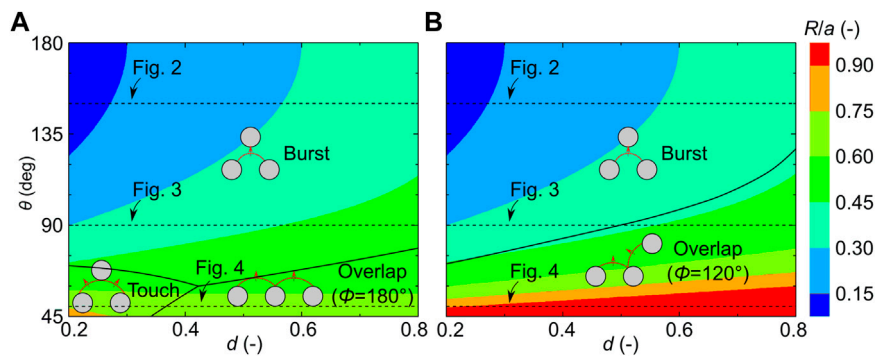 A
B
R/a (-)
180
135
90
45
θ (deg)
Fig. 2
Burst
Fig. 3
Fig. 4
Touch
Overlap
(Φ=180°)
0.2
0.4
0.6
0.8
d (-)
Fig. 2
Burst
Fig. 3
Overlap
(Φ=120°)
Fig. 4
0.2
0.4
0.6
0.8
d (-)
0.90
0.75
0.60
0.45
0.30
0.15